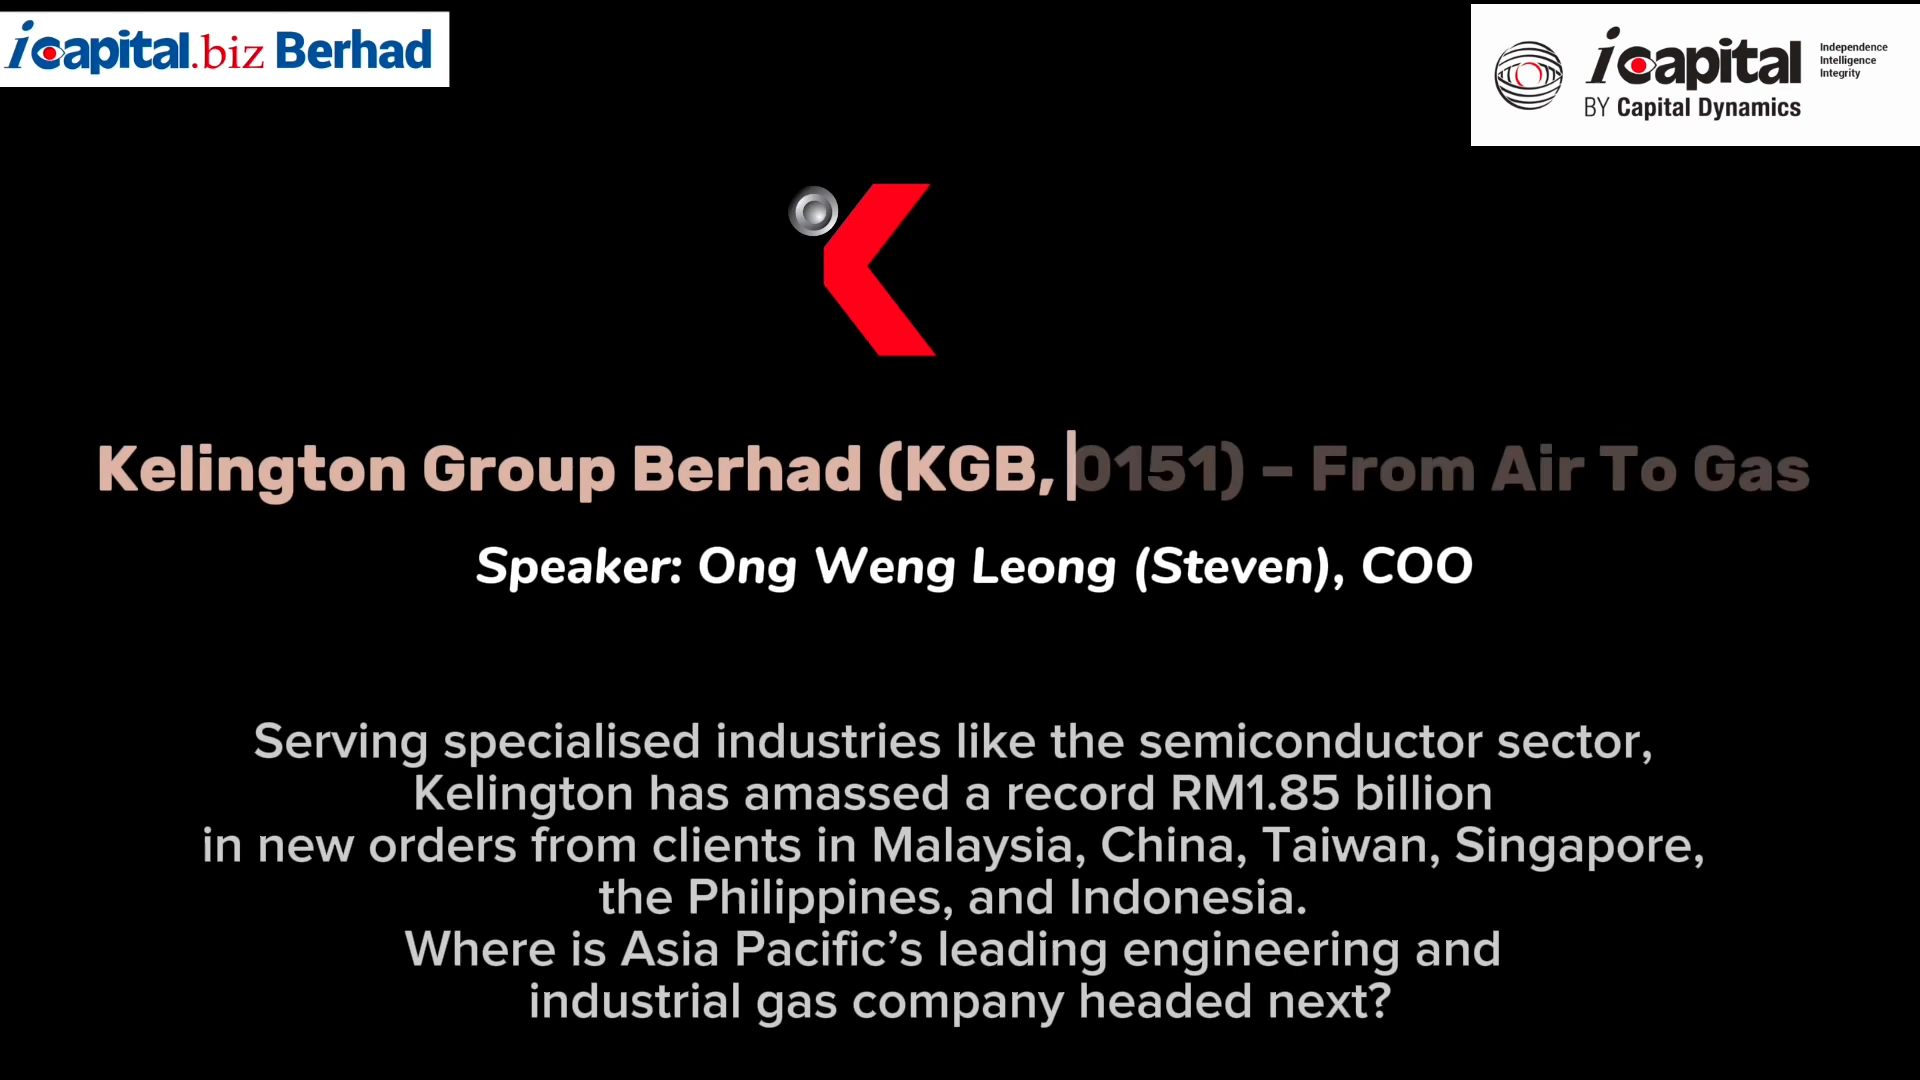 icapital.biz Berhad
icapital
BY Capital Dynamics
Independence
Intelligence
Integrity
Kelington Group Berhad (KGB, 0151) – From Air To Gas
Speaker: Ong Weng Leong (Steven), COO
Serving specialised industries like the semiconductor sector,
Kelington has amassed a record RM1.85 billion
in new orders from clients in Malaysia, China, Taiwan, Singapore,
the Philippines, and Indonesia.
Where is Asia Pacific’s leading engineering and
industrial gas company headed next?